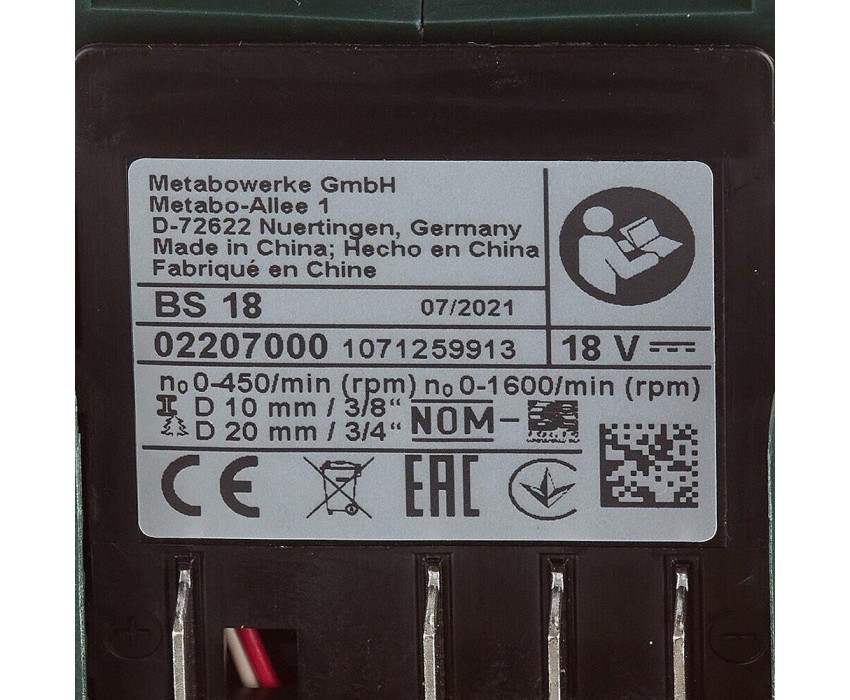 Metabowerke GmbH
Metabo-Allee 1
D-72622 Nuertingen, Germany
Made in China; Hecho en China
Fabriqué en Chine
BS 18 07/2021
02207000 1071259913 18 V
n₀ 0-450/min (rpm) n₀ 0-1600/min (rpm)
D 10 mm / 3/8“
D 20 mm / 3/4“
NOM-
CE EAC